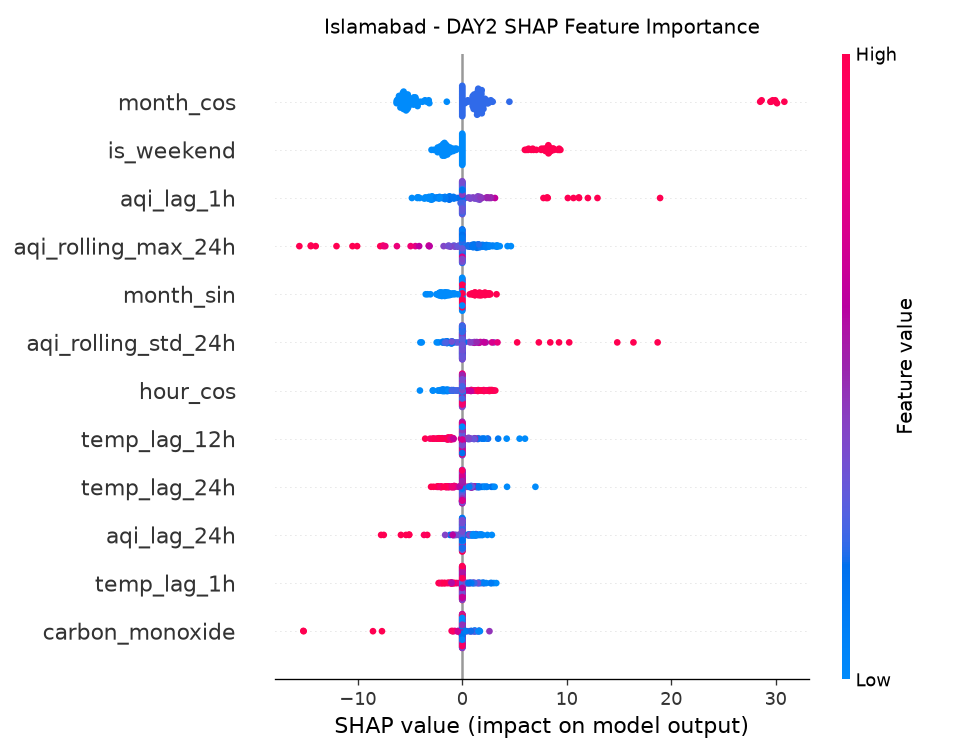 Islamabad - DAY2 SHAP Feature Importance
High
month_cos
is_weekend
aqi_lag_1h
aqi_rolling_max_24h
month_sin
aqi_rolling_std_24h
hour_cos
temp_lag_12h
temp_lag_24h
aqi_lag_24h
temp_lag_1h
carbon_monoxide
Feature value
Low
−10 0 10 20 30
SHAP value (impact on model output)